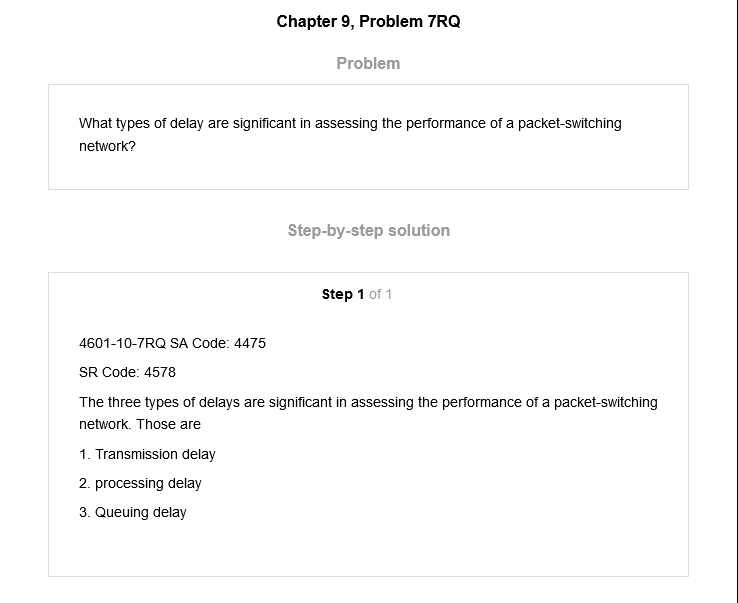 Chapter 9, Problem 7RQ
Problem
What types of delay are significant in assessing the performance of a packet-switching
network?
Step-by-step solution
Step 1 of 1
4601-10-7RQ SA Code: 4475
SR Code: 4578
The three types of delays are significant in assessing the performance of a packet-switching
network. Those are
1. Transmission delay
2. processing delay
3. Queuing delay